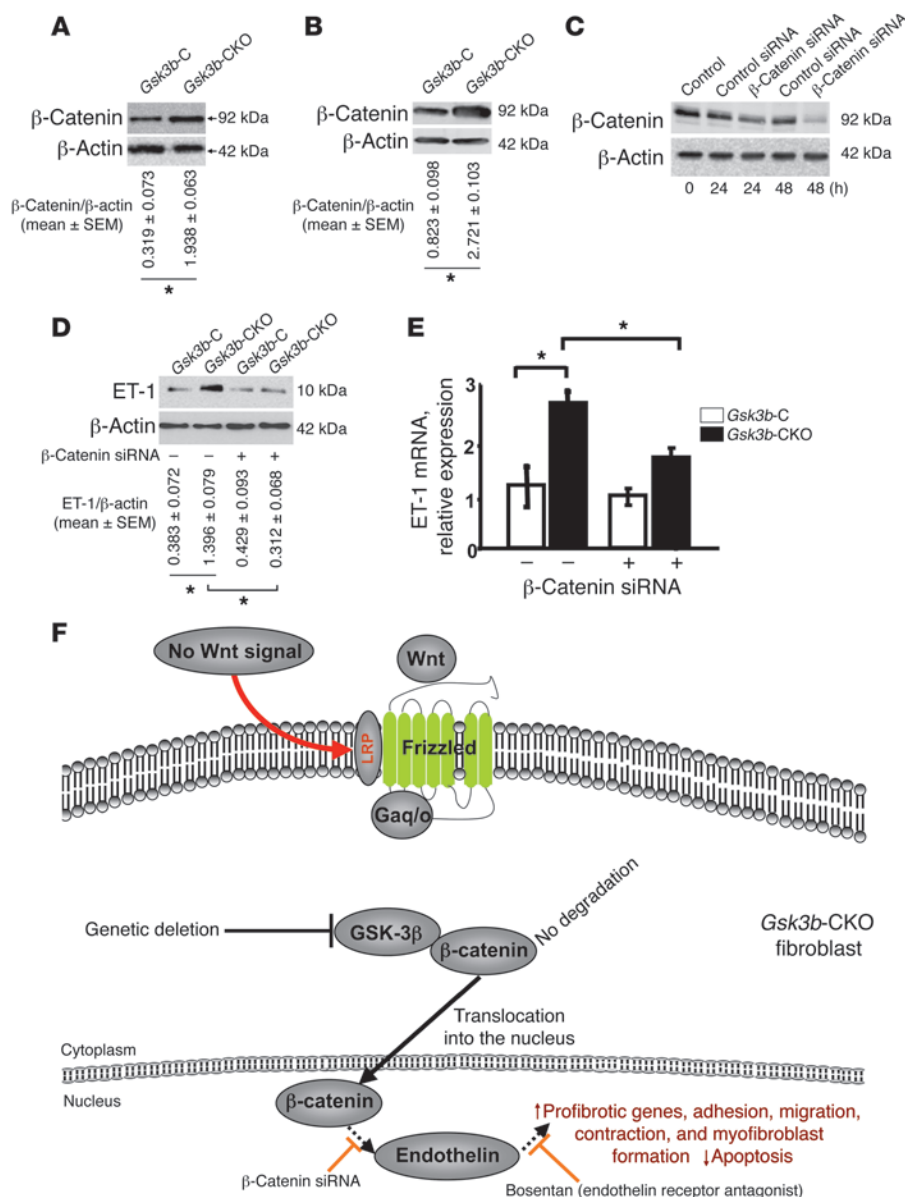 A
Gsk3b-C
Gsk3b-CKO
β-Catenin
92 kDa
β-Actin
42 kDa
β-Catenin/β-actin
(mean ± SEM)
0.319 ± 0.073
1.938 ± 0.063
*
B
Gsk3b-C
Gsk3b-CKO
β-Catenin
92 kDa
β-Actin
42 kDa
β-Catenin/β-actin
(mean ± SEM)
0.823 ± 0.098
2.721 ± 0.103
*
C
Control
Control siRNA
β-Catenin siRNA
Control siRNA
β-Catenin siRNA
β-Catenin
92 kDa
β-Actin
42 kDa
0 24 24 48 48 (h)
D
Gsk3b-C
Gsk3b-CKO
Gsk3b-C
Gsk3b-CKO
ET-1
10 kDa
β-Actin
42 kDa
β-Catenin siRNA − − + +
ET-1/β-actin
(mean ± SEM)
0.383 ± 0.072
1.396 ± 0.079
0.429 ± 0.093
0.312 ± 0.068
*
*
E
*
*
ET-1 mRNA,
relative expression
3
2
1
0
Gsk3b-C
Gsk3b-CKO
− − + +
β-Catenin siRNA
F
No Wnt signal
Wnt
LRP
Frizzled
Gaq/o
Genetic deletion
GSK-3β
β-catenin
No degradation
Gsk3b-CKO
fibroblast
Translocation
into the nucleus
Cytoplasm
Nucleus
β-catenin
Endothelin
↑Profibrotic genes, adhesion, migration,
contraction, and myofibroblast
formation ↓Apoptosis
β-Catenin siRNA
Bosentan (endothelin receptor antagonist)